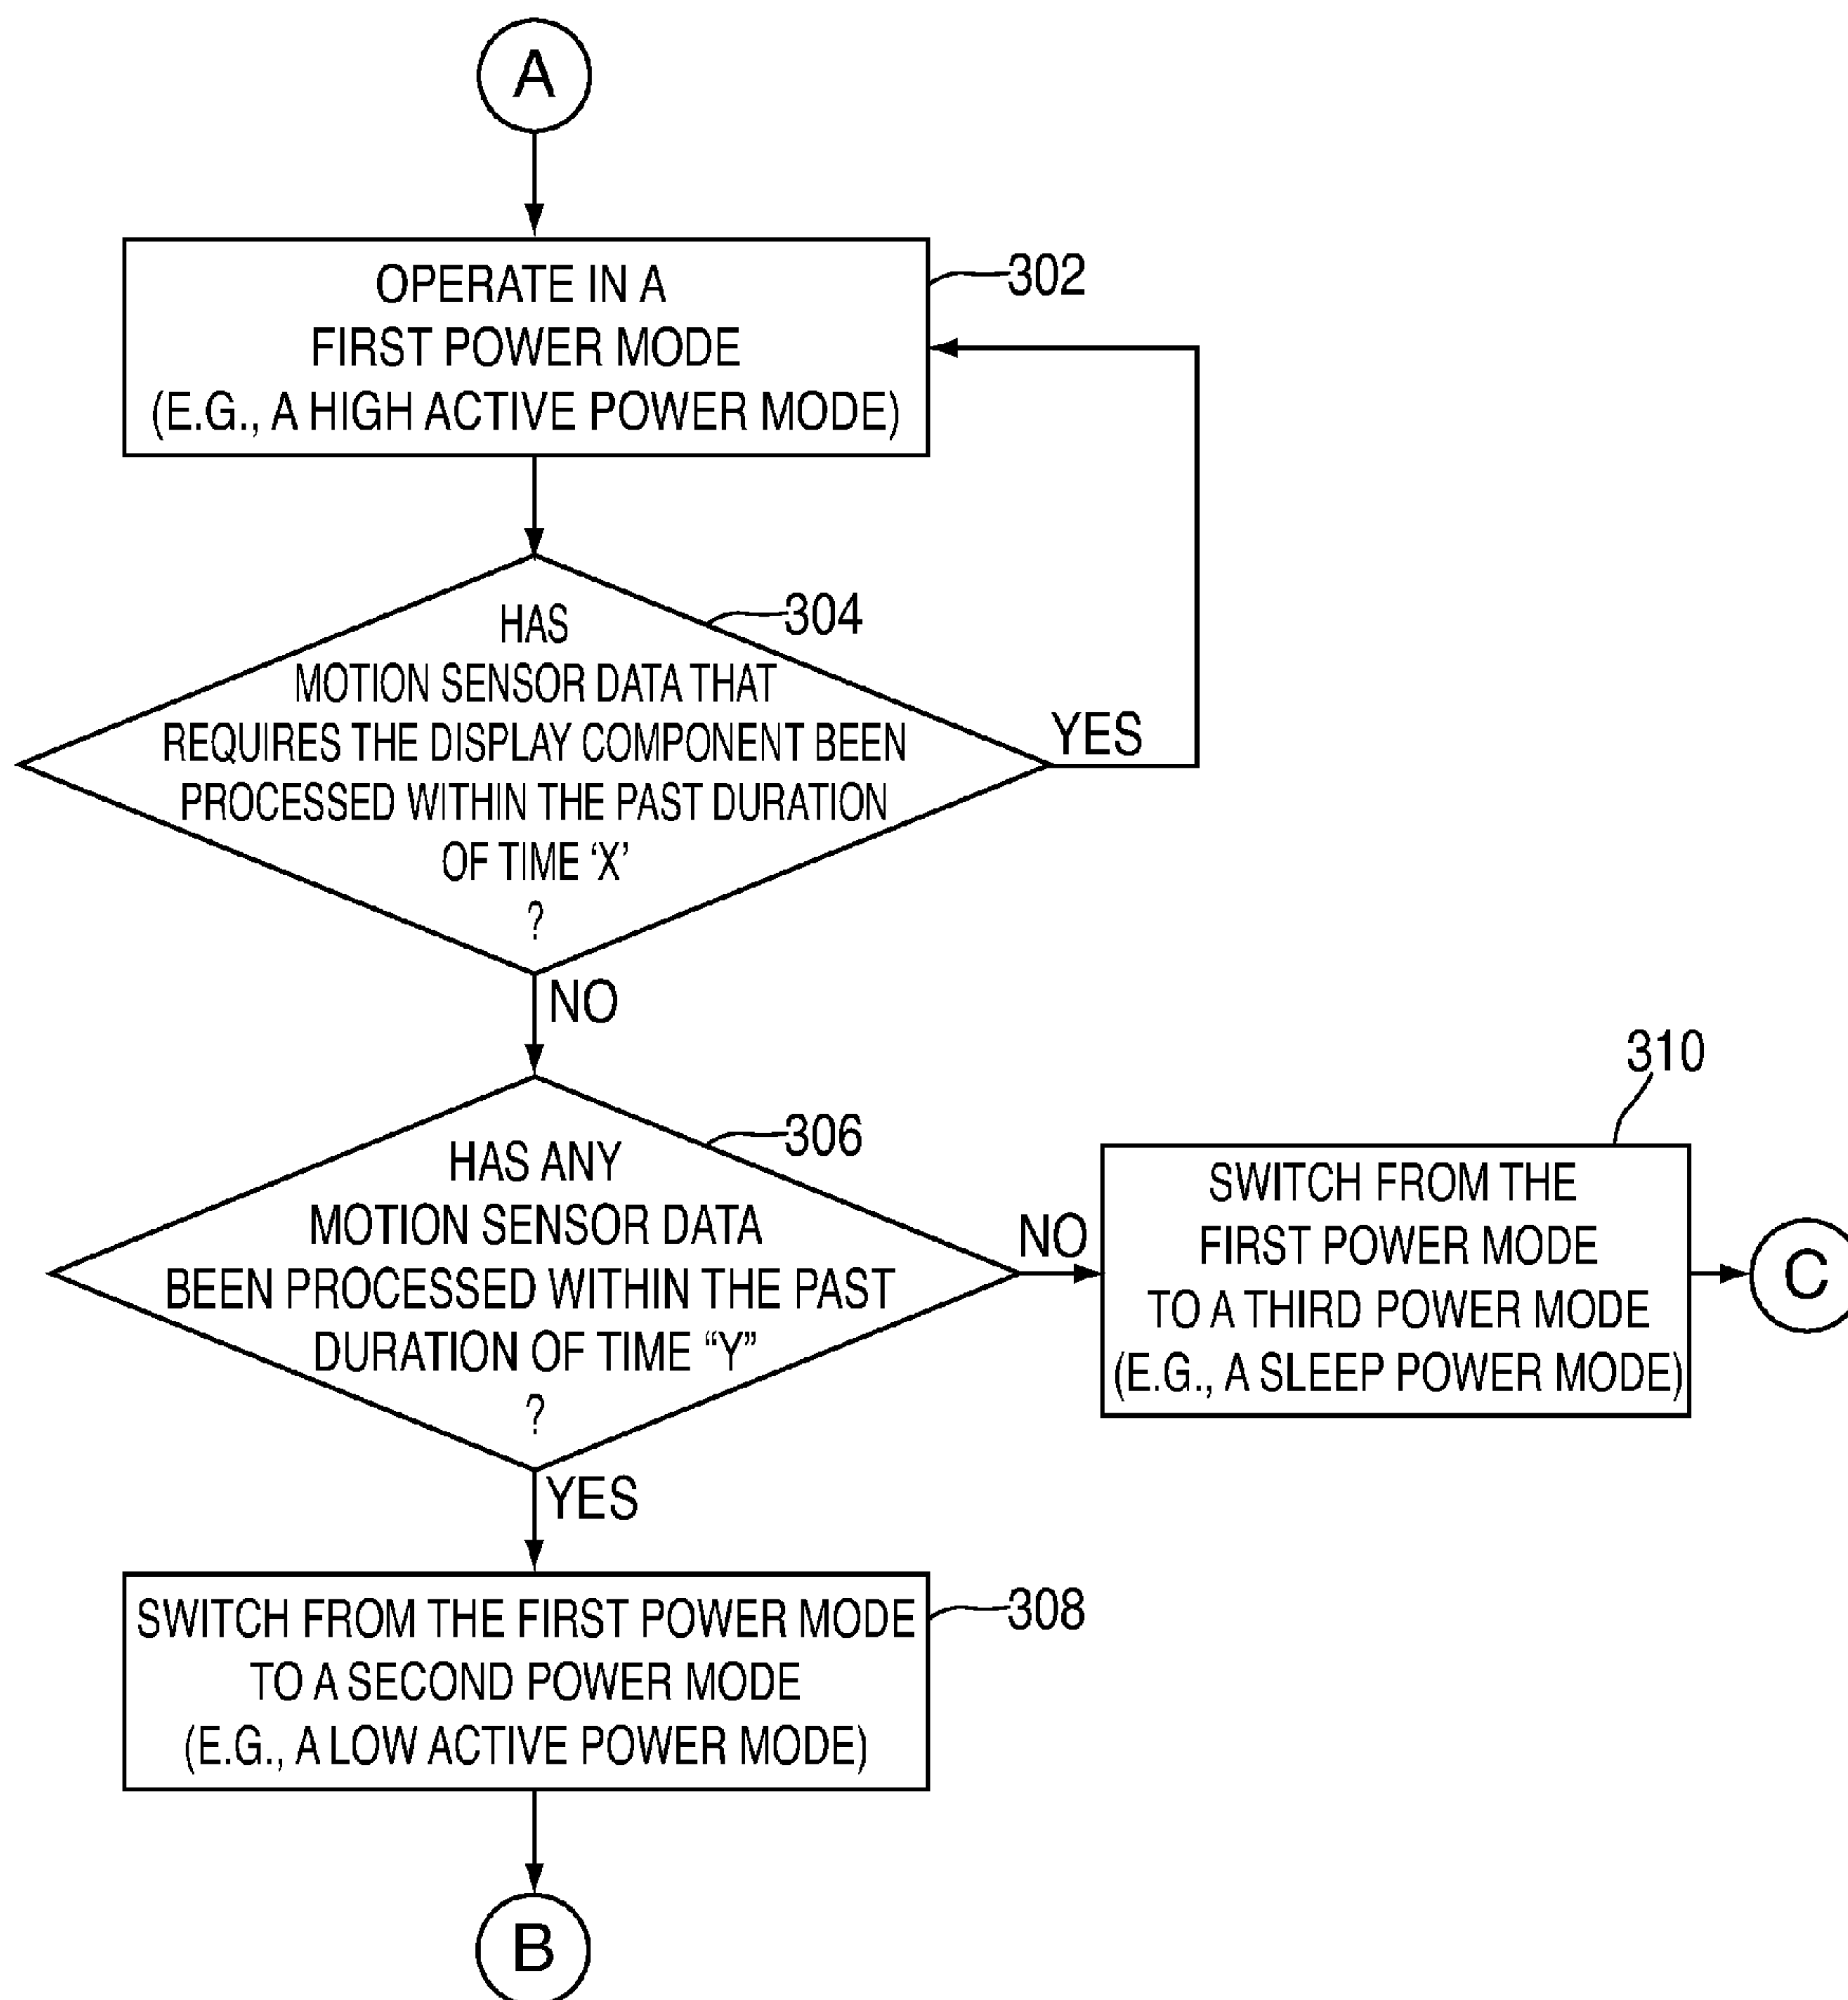 A
OPERATE IN A
FIRST POWER MODE
(E.G., A HIGH ACTIVE POWER MODE)
302
304
HAS
MOTION SENSOR DATA THAT
REQUIRES THE DISPLAY COMPONENT BEEN
PROCESSED WITHIN THE PAST DURATION
OF TIME ‘X’
?
YES
NO
306
HAS ANY
MOTION SENSOR DATA
BEEN PROCESSED WITHIN THE PAST
DURATION OF TIME “Y”
?
NO
310
SWITCH FROM THE
FIRST POWER MODE
TO A THIRD POWER MODE
(E.G., A SLEEP POWER MODE)
C
YES
SWITCH FROM THE FIRST POWER MODE
TO A SECOND POWER MODE
(E.G., A LOW ACTIVE POWER MODE)
308
B